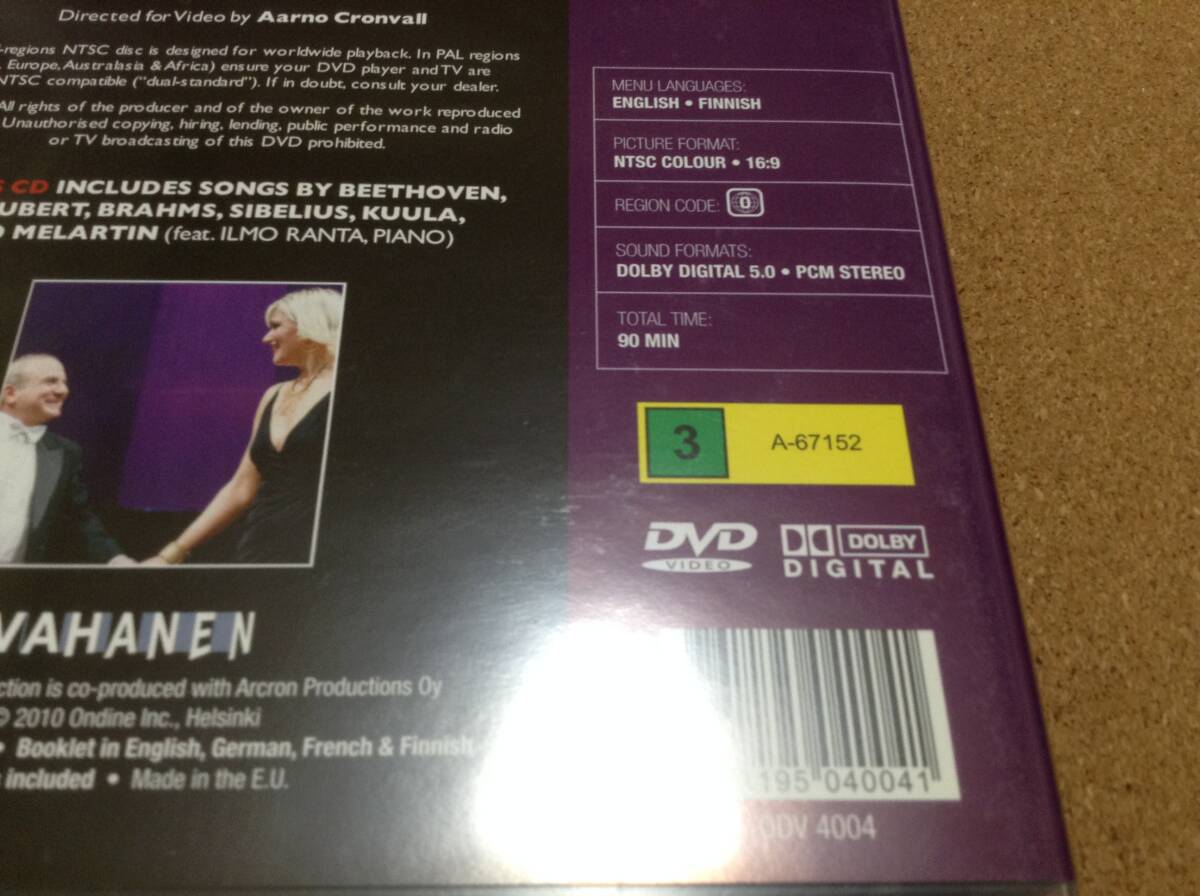 Directed for Video by Aarno Cronvall
-regions NTSC disc is designed for worldwide playback. In PAL regions
Europe, Australasia & Africa) ensure your DVD player and TV are
NTSC compatible ("dual-standard"). If in doubt, consult your dealer.
All rights of the producer and of the owner of the work reproduced
Unauthorised copying, hiring, lending, public performance and radio
or TV broadcasting of this DVD prohibited.
CD INCLUDES SONGS BY BEETHOVEN,
UBERT, BRAHMS, SIBELIUS, KUULA,
MELARTIN (feat. ILMO RANTA, PIANO)
VAHANEN
ction is co-produced with Arcron Productions Oy
© 2010 Ondine Inc., Helsinki
• Booklet in English, German, French & Finnish
included • Made in the E.U.
MENU LANGUAGES:
ENGLISH • FINNISH
PICTURE FORMAT:
NTSC COLOUR • 16:9
REGION CODE: 0
SOUND FORMATS:
DOLBY DIGITAL 5.0 • PCM STEREO
TOTAL TIME:
90 MIN
3 A-67152
DVD
VIDEO
DOLBY
DIGITAL
195 040041
ODV 4004